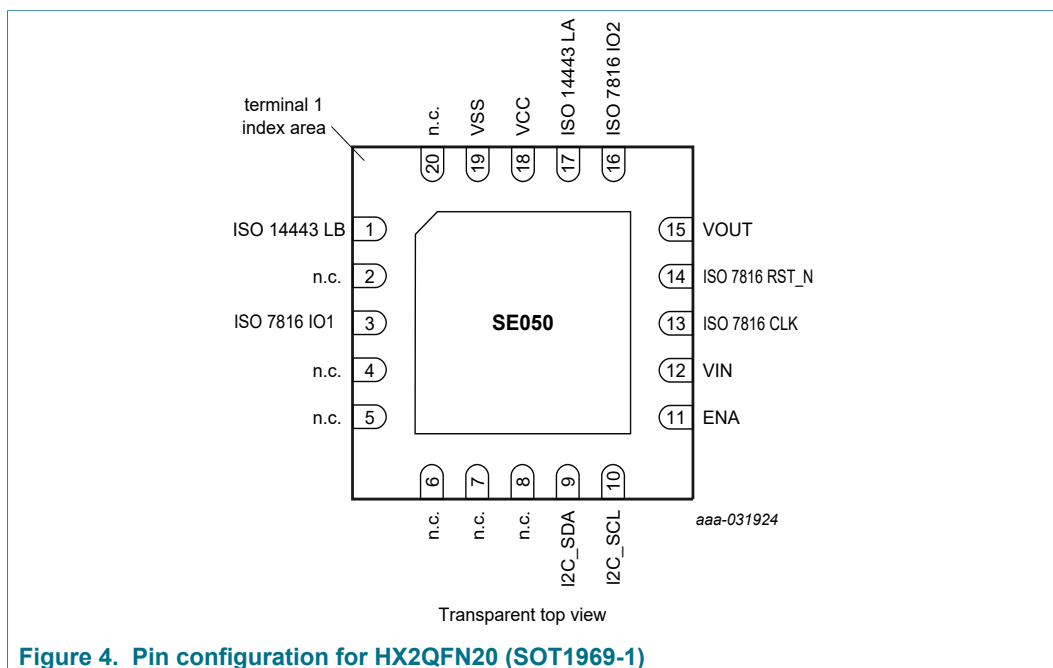 terminal 1
index area
n.c.
VSS
VCC
ISO 14443 LA
ISO 7816 IO2
20
19
18
17
16
ISO 14443 LB 1
n.c. 2
ISO 7816 IO1 3
n.c. 4
n.c. 5
SE050
15 VOUT
14 ISO 7816 RST_N
13 ISO 7816 CLK
12 VIN
11 ENA
6
7
8
9
10
n.c.
n.c.
n.c.
I2C_SDA
I2C_SCL
aaa-031924
Transparent top view
Figure 4. Pin configuration for HX2QFN20 (SOT1969-1)